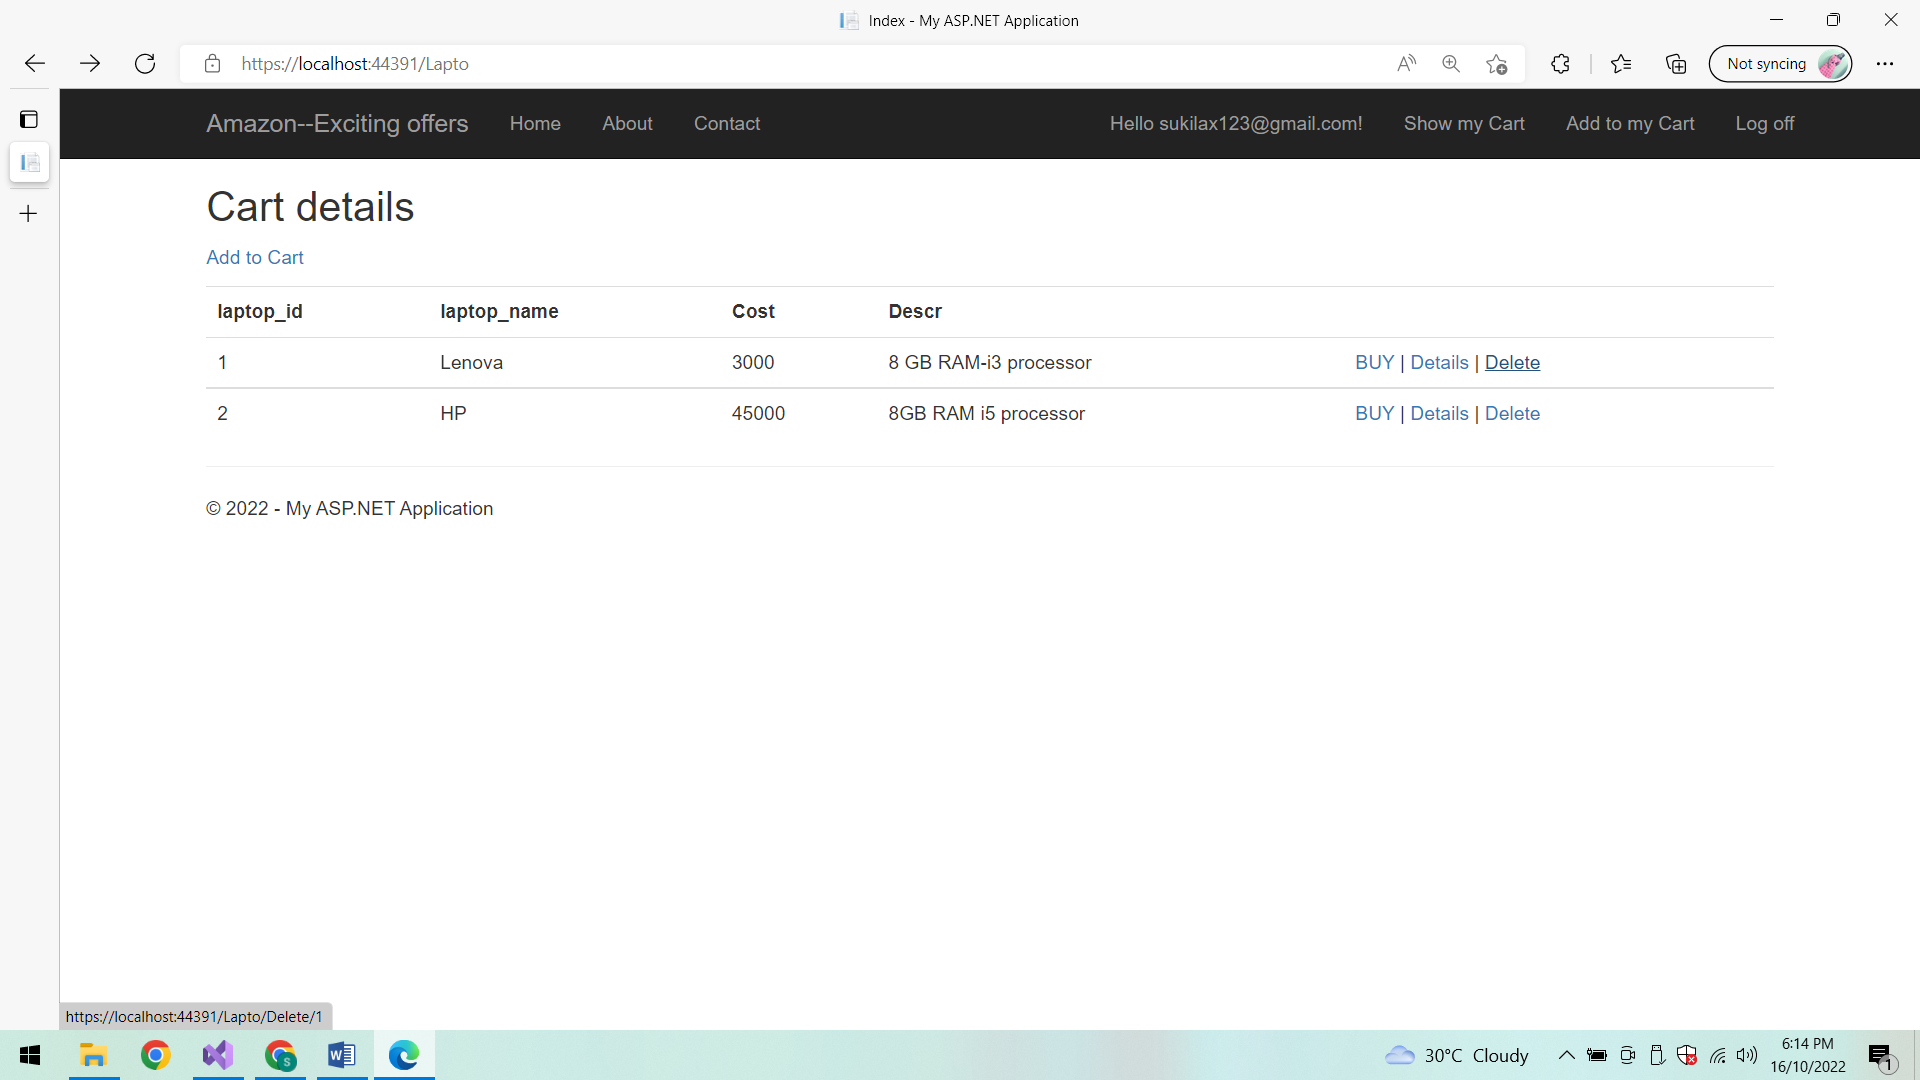 Index - My ASP.NET Application
https://localhost:44391/Lapto
Not syncing
Amazon--Exciting offers Home About Contact Hello sukilax123@gmail.com! Show my Cart Add to my Cart Log off
Cart details
Add to Cart
laptop_id laptop_name Cost Descr
1 Lenova 3000 8 GB RAM-i3 processor BUY | Details | Delete
2 HP 45000 8GB RAM i5 processor BUY | Details | Delete
© 2022 - My ASP.NET Application
https://localhost:44391/Lapto/Delete/1
30°C Cloudy
6:14 PM
16/10/2022
1